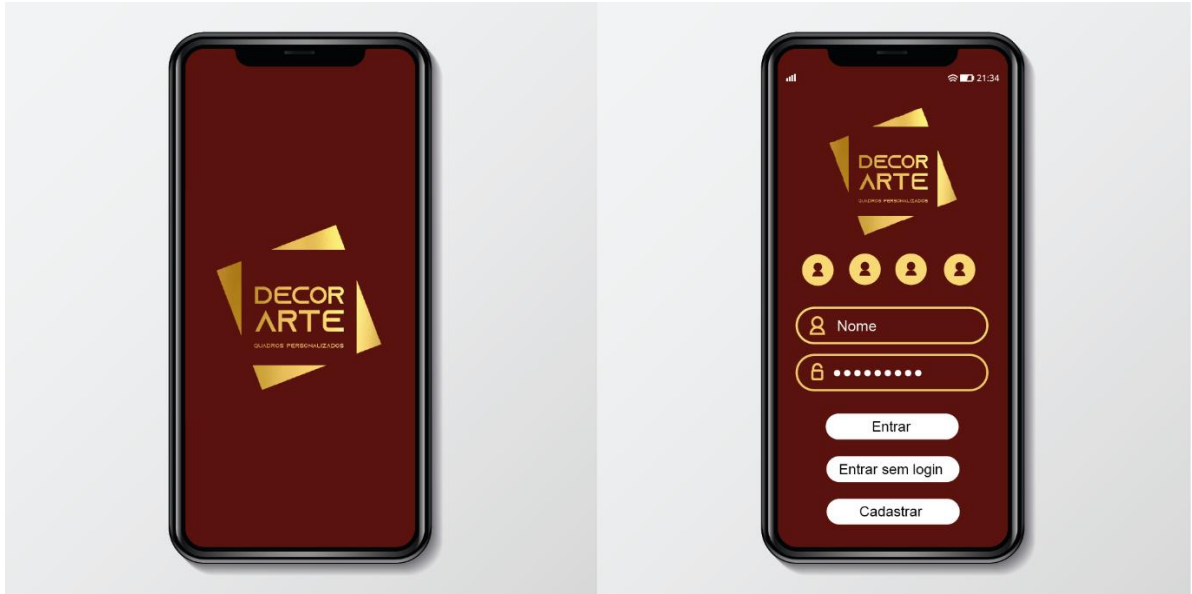 DECOR
ARTE
QUADROS PERSONALIZADOS
21:34
DECOR
ARTE
QUADROS PERSONALIZADOS
Nome
Entrar
Entrar sem login
Cadastrar